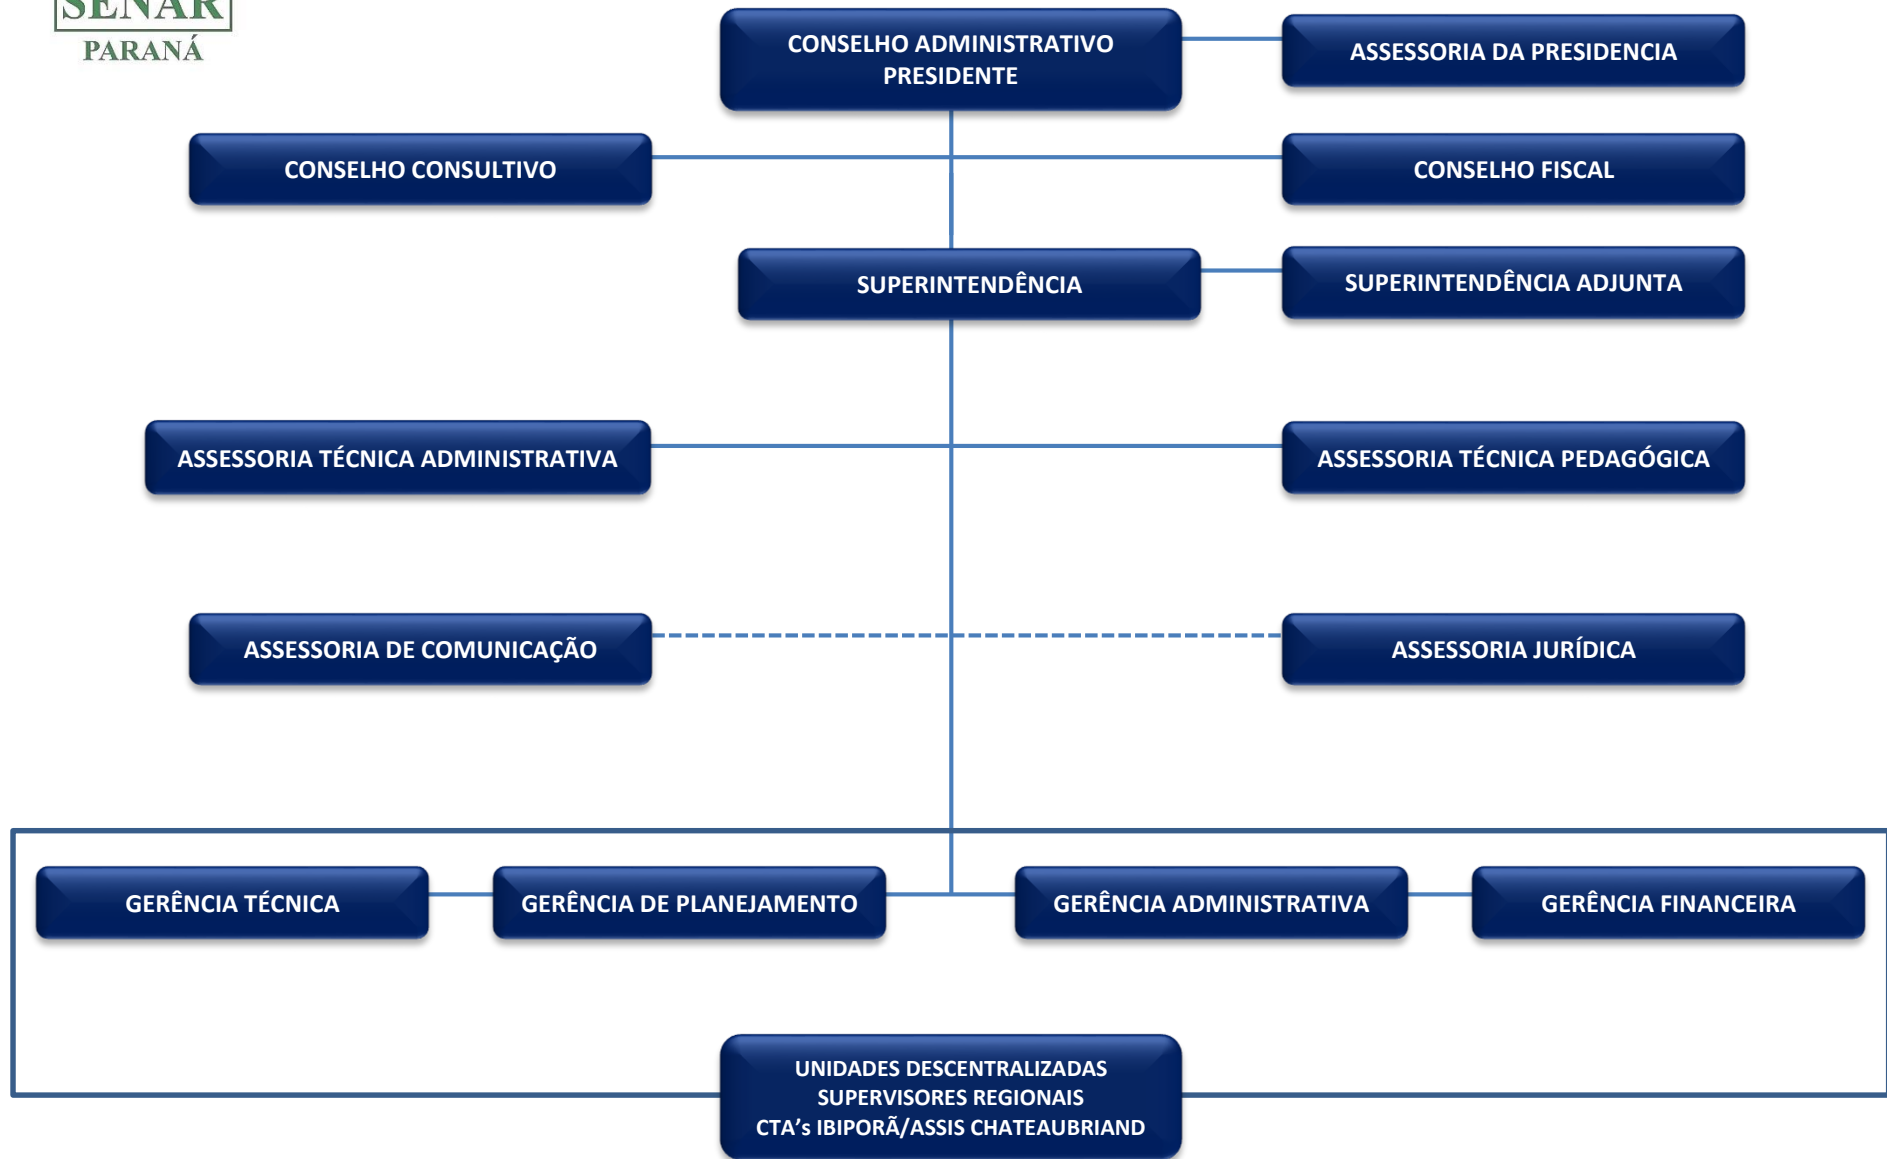 SENAR
PARANÁ
CONSELHO ADMINISTRATIVO
PRESIDENTE
ASSESSORIA DA PRESIDENCIA
CONSELHO CONSULTIVO
CONSELHO FISCAL
SUPERINTENDÊNCIA
SUPERINTENDÊNCIA ADJUNTA
ASSESSORIA TÉCNICA ADMINISTRATIVA
ASSESSORIA TÉCNICA PEDAGÓGICA
ASSESSORIA DE COMUNICAÇÃO
ASSESSORIA JURÍDICA
GERÊNCIA TÉCNICA
GERÊNCIA DE PLANEJAMENTO
GERÊNCIA ADMINISTRATIVA
GERÊNCIA FINANCEIRA
UNIDADES DESCENTRALIZADAS
SUPERVISORES REGIONAIS
CTA's IBIPORÃ/ASSIS CHATEAUBRIAND